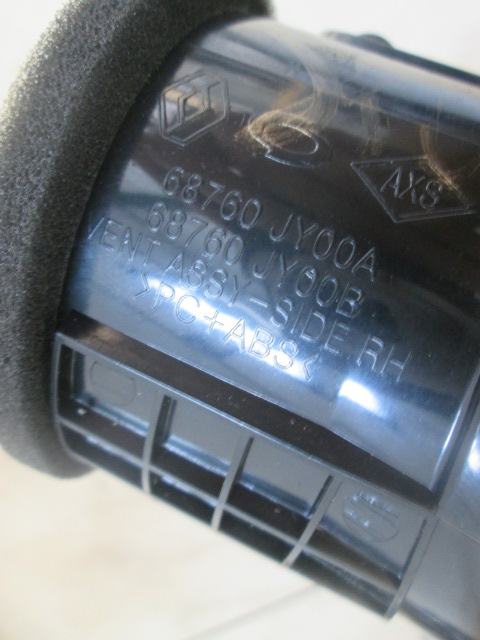 AXS
68760 JY00A
68760 JY00B
VENT ASSY-SIDE RH
>PC+ABS<